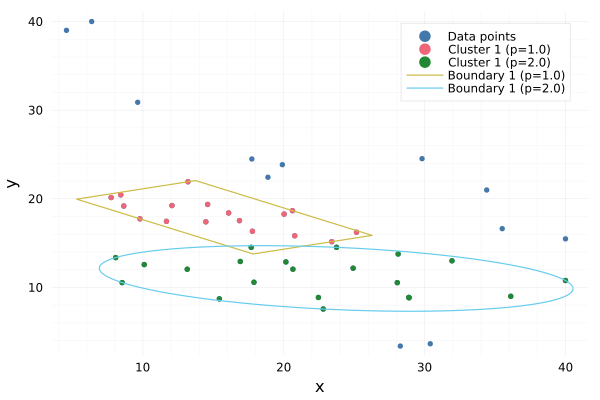 40
Data points
Cluster 1 (p=1.0)
Cluster 1 (p=2.0)
Boundary 1 (p=1.0)
Boundary 1 (p=2.0)
30
y
20
10
10 20 30 40
x